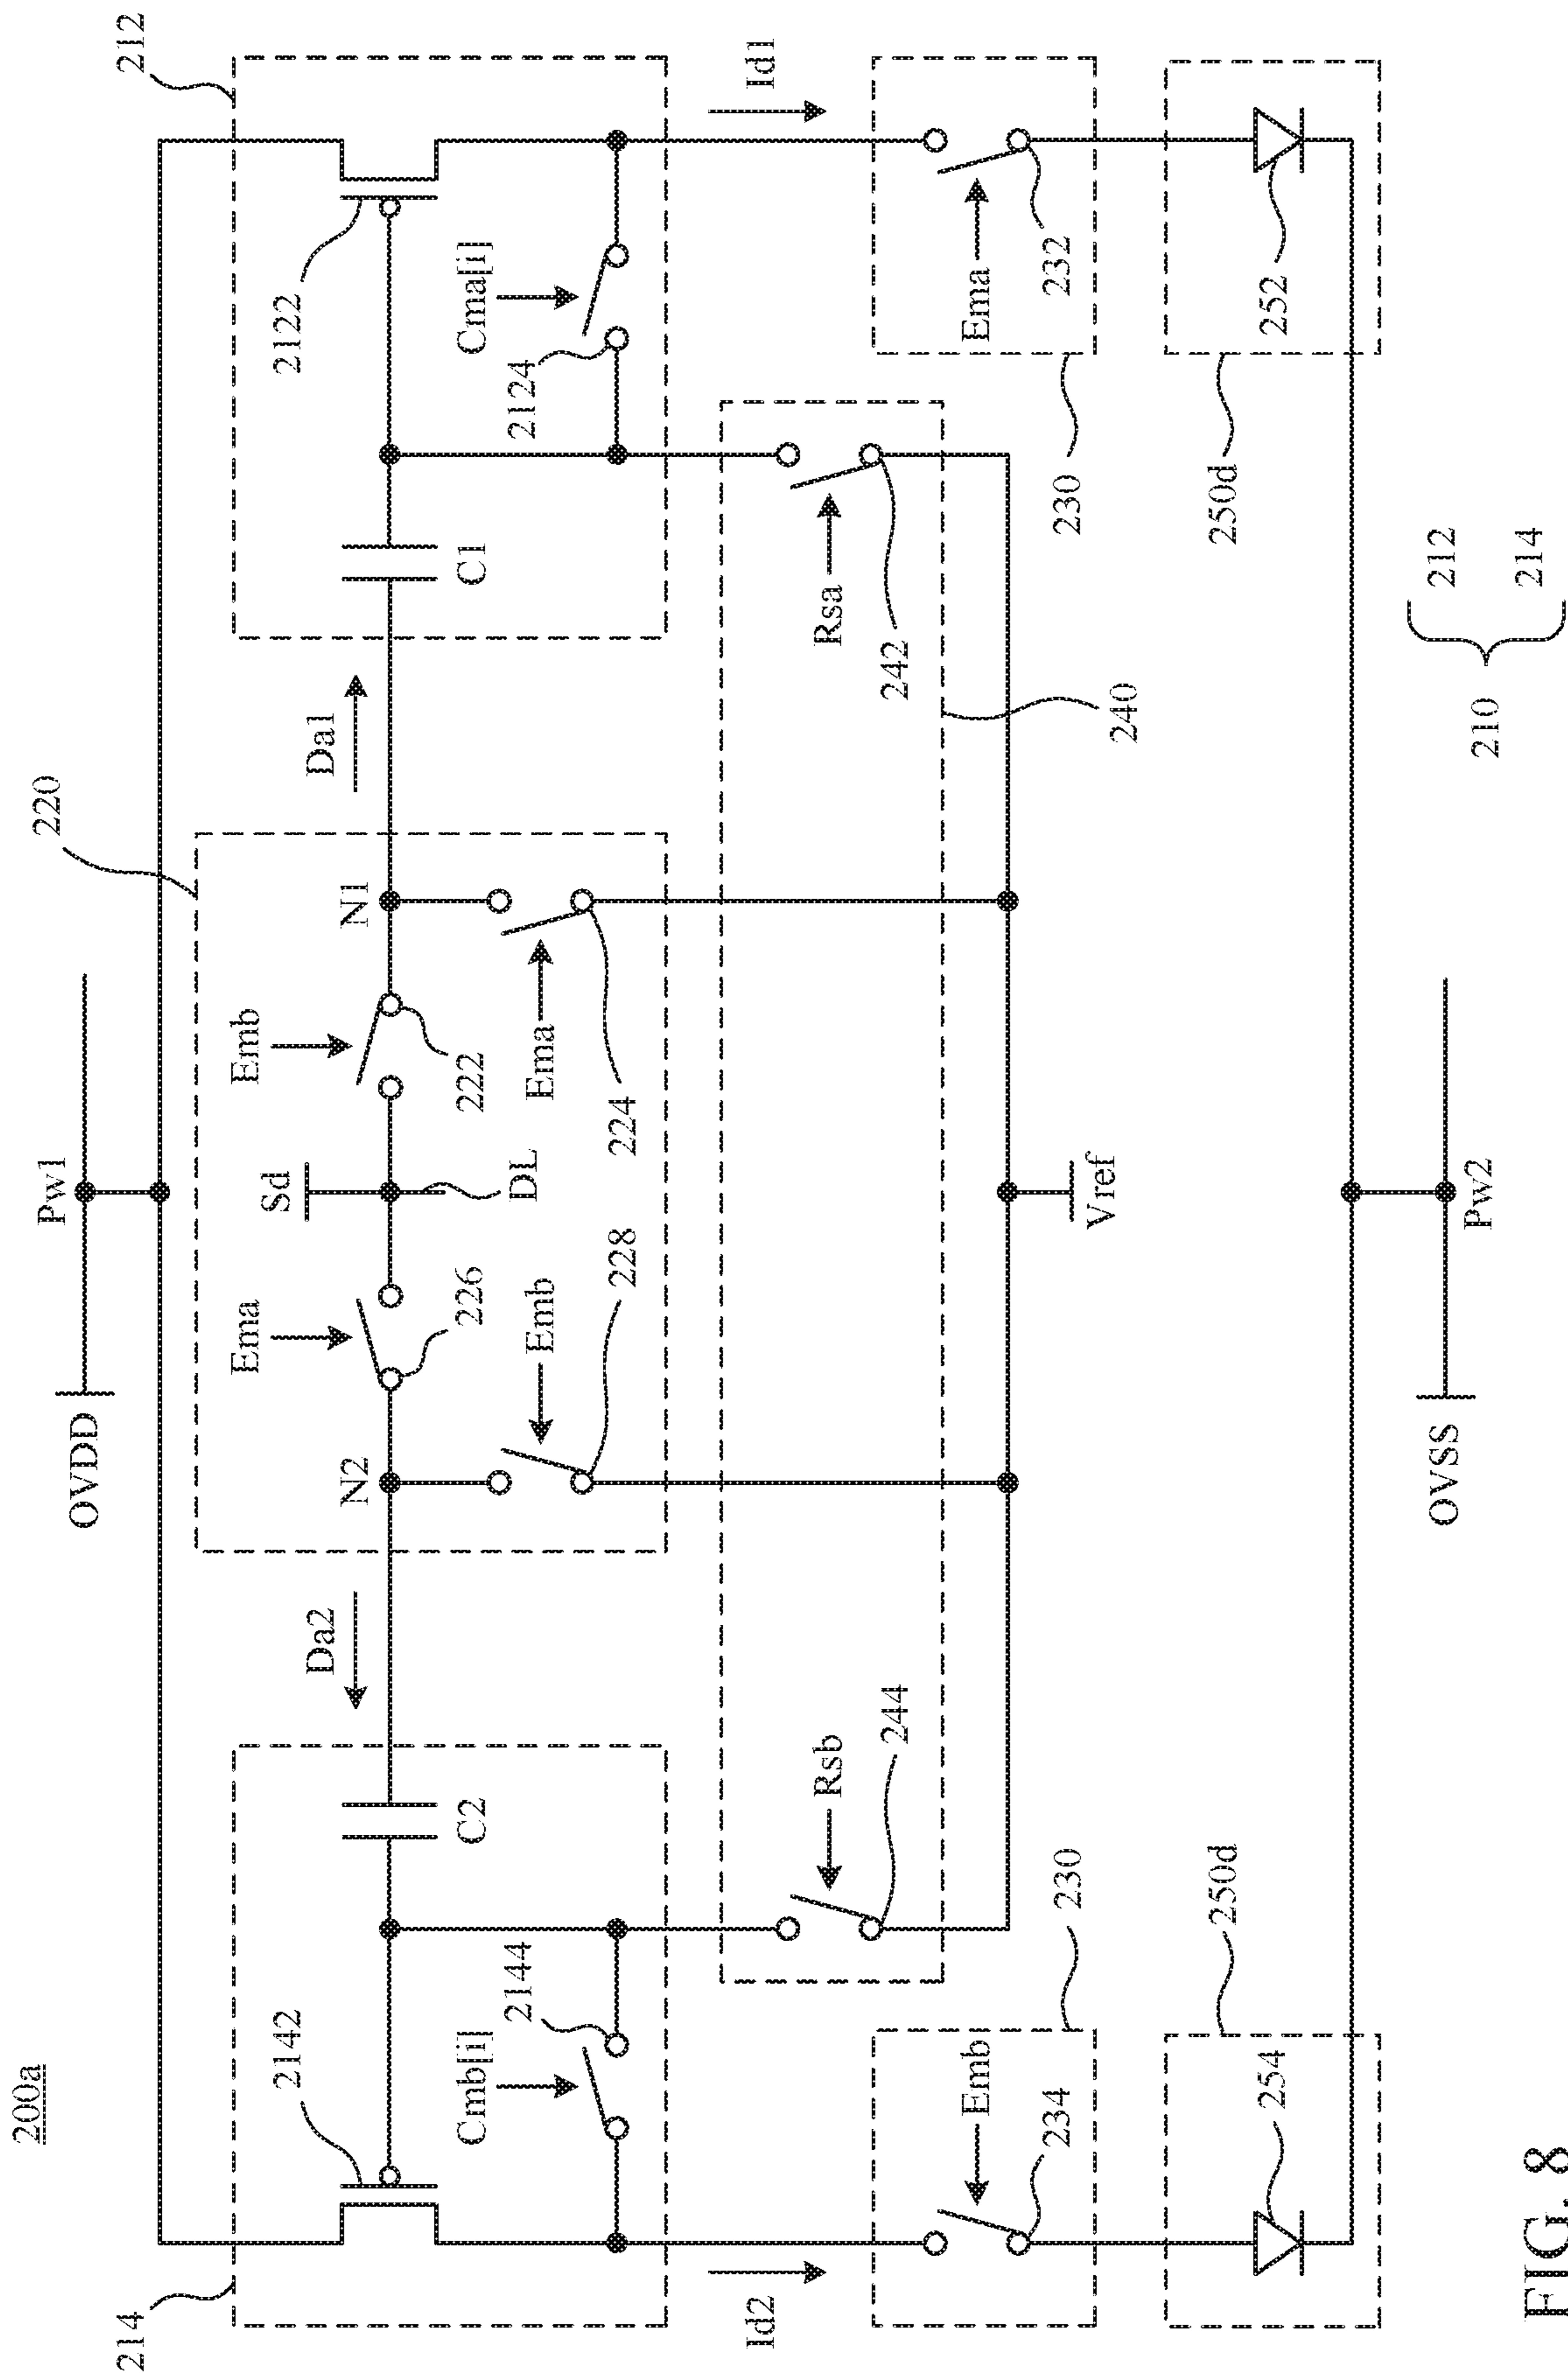 200a
OVDD
Pw1
220
212
214
2142
Cmb[i]
2144
C2
Da2
N2
Ema
226
Emb
228
Sd
DL
Emb
222
Ema
224
N1
Da1
C1
2122
Cma[i]
2124
Id2
Rsb
244
Vref
Rsa
242
Id1
Emb
234
230
240
Ema
232
230
254
250d
252
250d
OVSS
Pw2
210
212
214
FIG. 8